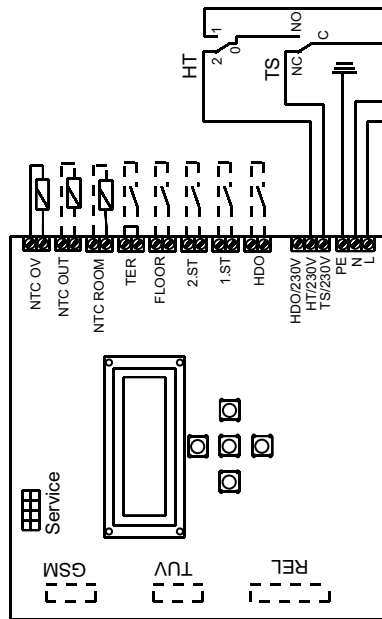 1
2
0
HT
NO
C
NC
TS
NTC OV
NTC OUT
NTC ROOM
TER
FLOOR
2.ST
1.ST
HDO
HDO/230V
HT/230V
TS/230V
PE
N
L
Service
GSM
TUV
REL